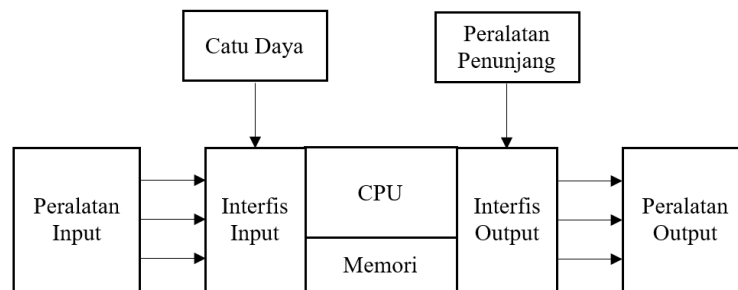 Catu Daya
Peralatan
Penunjang
Peralatan
Input
Interfis
Input
CPU
Memori
Interfis
Output
Peralatan
Output